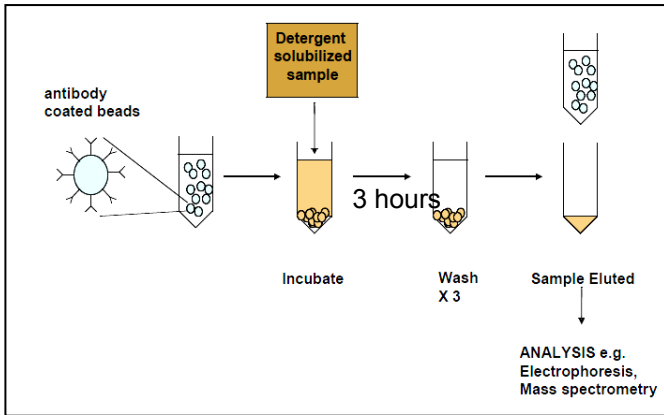 Detergent
solubilized
sample
antibody
coated beads
3 hours
Incubate
Wash
X 3
Sample Eluted
ANALYSIS e.g.
Electrophoresis,
Mass spectrometry